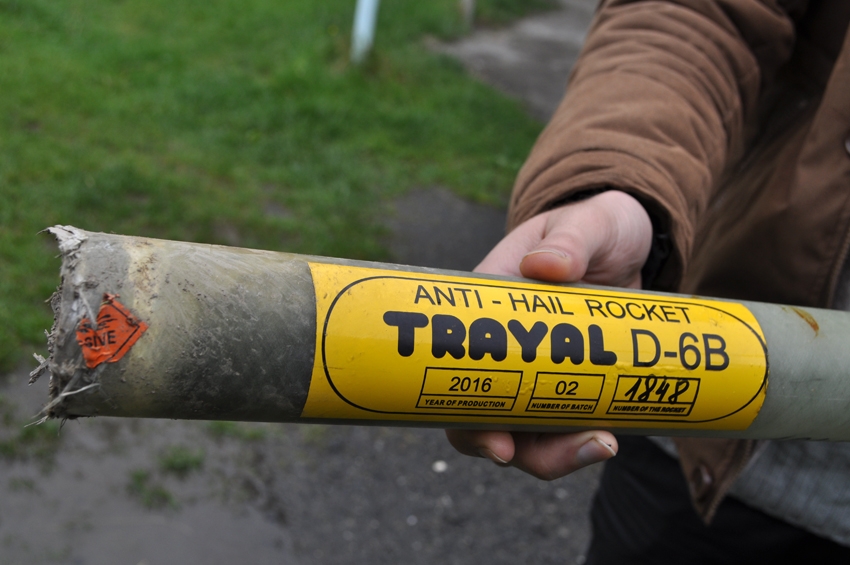 ANTI - HAIL ROCKET
TRAYAL D-6B
2016 02 1848
YEAR OF PRODUCTION NUMBER OF BATCH NUMBER OF THE ROCKET